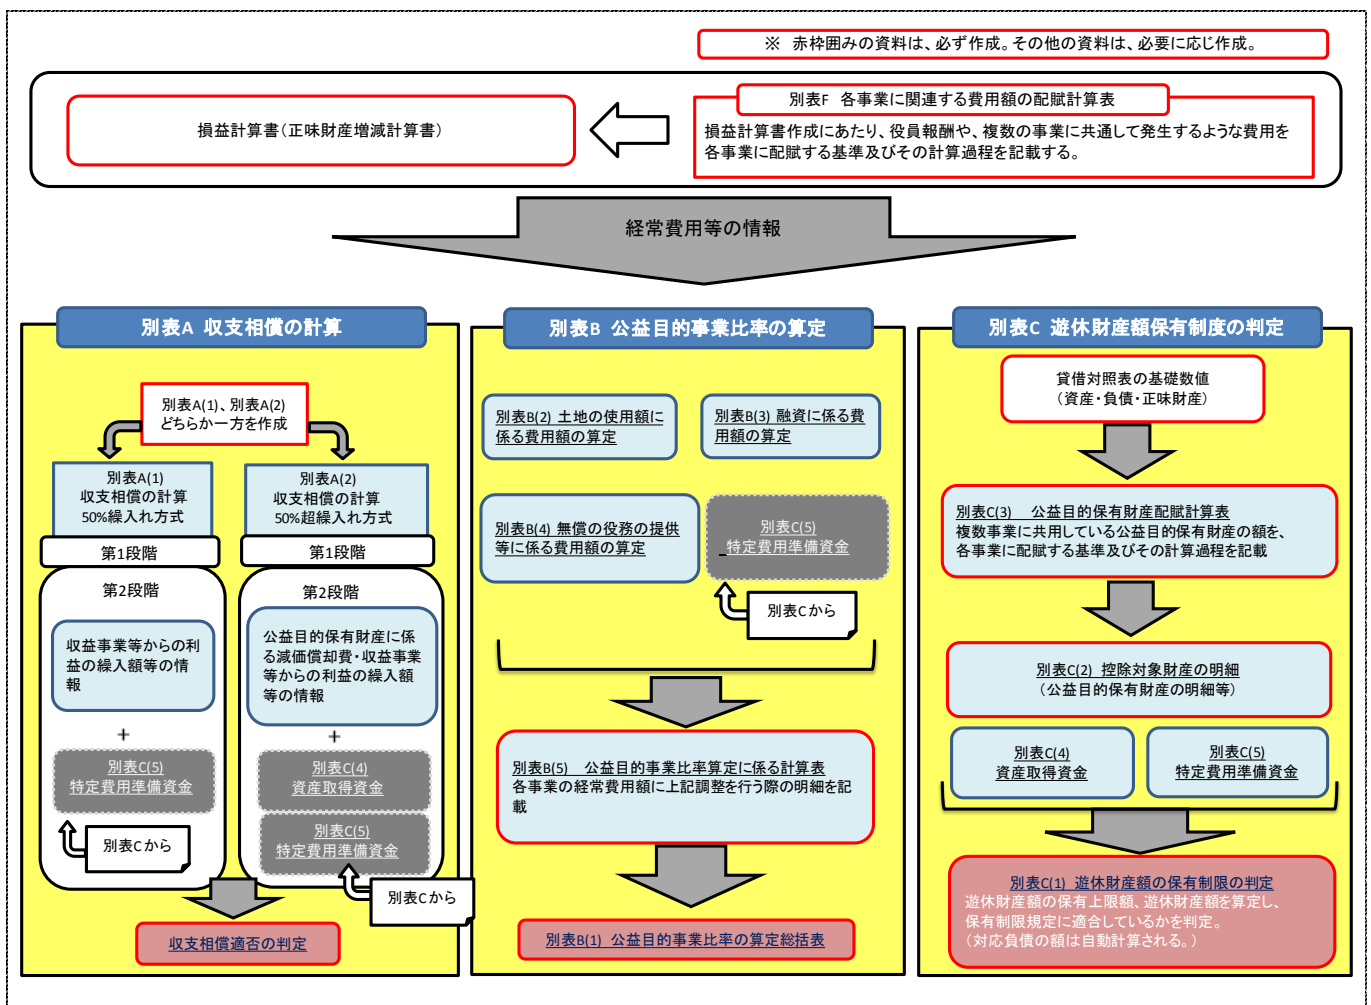 ※ 赤枠囲みの資料は、必ず作成。その他の資料は、必要に応じ作成。
損益計算書(正味財産増減計算書)
別表F 各事業に関連する費用額の配賦計算表
損益計算書作成にあたり、役員報酬や、複数の事業に共通して発生するような費用を
各事業に配賦する基準及びその計算過程を記載する。
経常費用等の情報
別表A 収支相償の計算
別表A(1)、別表A(2)
どちらか一方を作成
別表A(1)
収支相償の計算
50%繰入れ方式
第1段階
第2段階
収益事業等からの利
益の繰入額等の情
報
+
別表C(5)
特定費用準備資金
別表Cから
別表A(2)
収支相償の計算
50%超繰入れ方式
第1段階
第2段階
公益目的保有財産に係
る減価償却費・収益事業
等からの利益の繰入額
等の情報
+
別表C(4)
資産取得資金
別表C(5)
特定費用準備資金
別表Cから
収支相償適否の判定
別表B 公益目的事業比率の算定
別表B(2) 土地の使用額に
係る費用額の算定
別表B(3) 融資に係る費
用額の算定
別表B(4) 無償の役務の提供
等に係る費用額の算定
別表C(5)
特定費用準備資金
別表Cから
別表B(5) 公益目的事業比率算定に係る計算表
各事業の経常費用額に上記調整を行う際の明細を記
載
別表B(1) 公益目的事業比率の算定総括表
別表C 遊休財産額保有制度の判定
貸借対照表の基礎数値
(資産・負債・正味財産)
別表C(3) 公益目的保有財産配賦計算表
複数事業に共用している公益目的保有財産の額を、
各事業に配賦する基準及びその計算過程を記載
別表C(2) 控除対象財産の明細
(公益目的保有財産の明細等)
別表C(4)
資産取得資金
別表C(5)
特定費用準備資金
別表C(1) 遊休財産額の保有制限の判定
遊休財産額の保有上限額、遊休財産額を算定し、
保有制限規定に適合しているかを判定。
(対応負債の額は自動計算される。)